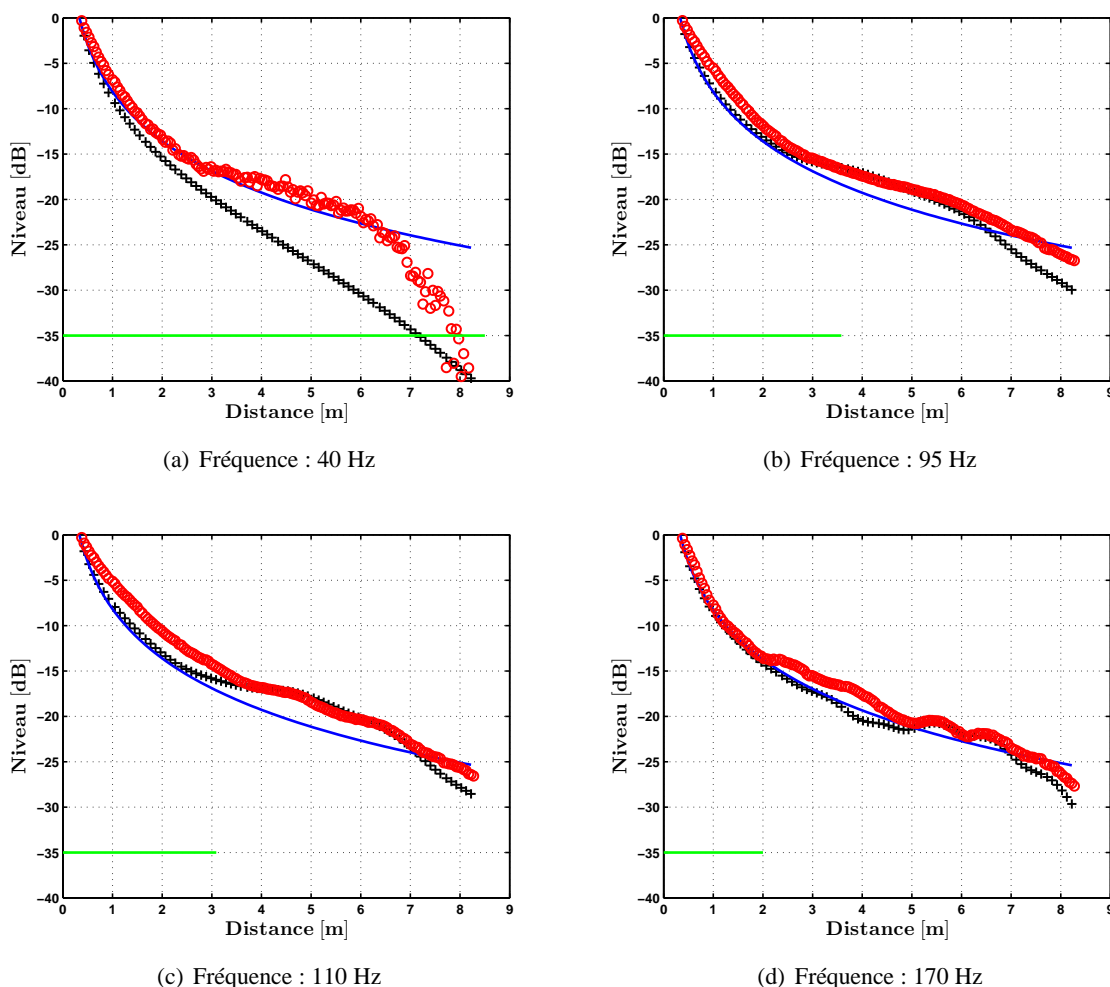 0
−5
−10
−15
−20
−25
−30
−35
−40
Niveau [dB]
0 1 2 3 4 5 6 7 8 9
Distance [m]
(a) Fréquence : 40 Hz
0
−5
−10
−15
−20
−25
−30
−35
−40
Niveau [dB]
0 1 2 3 4 5 6 7 8 9
Distance [m]
(b) Fréquence : 95 Hz
0
−5
−10
−15
−20
−25
−30
−35
−40
Niveau [dB]
0 1 2 3 4 5 6 7 8 9
Distance [m]
(c) Fréquence : 110 Hz
0
−5
−10
−15
−20
−25
−30
−35
−40
Niveau [dB]
0 1 2 3 4 5 6 7 8 9
Distance [m]
(d) Fréquence : 170 Hz